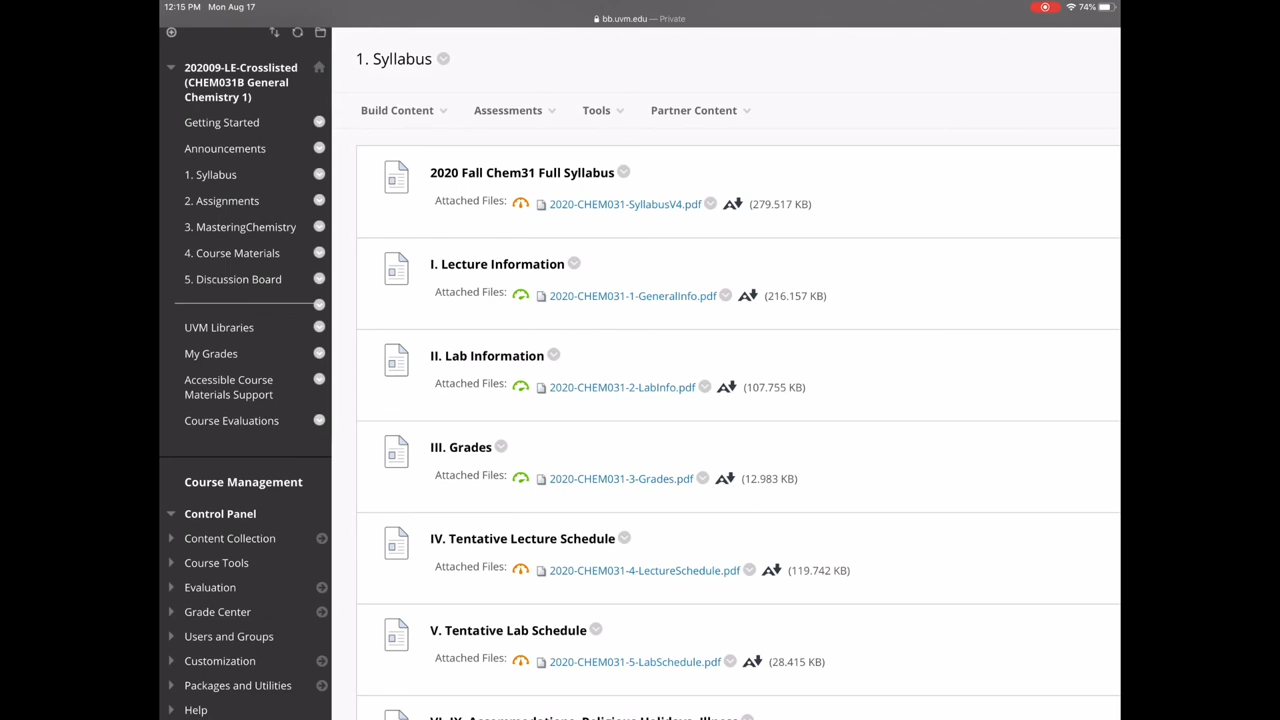 12:15 PM Mon Aug 17
74%
bb.uvm.edu — Private
202009-LE-Crosslisted
(CHEM031B General
Chemistry 1)
Getting Started
Announcements
1. Syllabus
2. Assignments
3. MasteringChemistry
4. Course Materials
5. Discussion Board
UVM Libraries
My Grades
Accessible Course
Materials Support
Course Evaluations
Course Management
Control Panel
Content Collection
Course Tools
Evaluation
Grade Center
Users and Groups
Customization
Packages and Utilities
Help
1. Syllabus
Build Content Assessments Tools Partner Content
2020 Fall Chem31 Full Syllabus
Attached Files: 2020-CHEM031-SyllabusV4.pdf (279.517 KB)
I. Lecture Information
Attached Files: 2020-CHEM031-1-GeneralInfo.pdf (216.157 KB)
II. Lab Information
Attached Files: 2020-CHEM031-2-LabInfo.pdf (107.755 KB)
III. Grades
Attached Files: 2020-CHEM031-3-Grades.pdf (12.983 KB)
IV. Tentative Lecture Schedule
Attached Files: 2020-CHEM031-4-LectureSchedule.pdf (119.742 KB)
V. Tentative Lab Schedule
Attached Files: 2020-CHEM031-5-LabSchedule.pdf (28.415 KB)
VI-IX. Accommodations, Religious Holidays, Illness